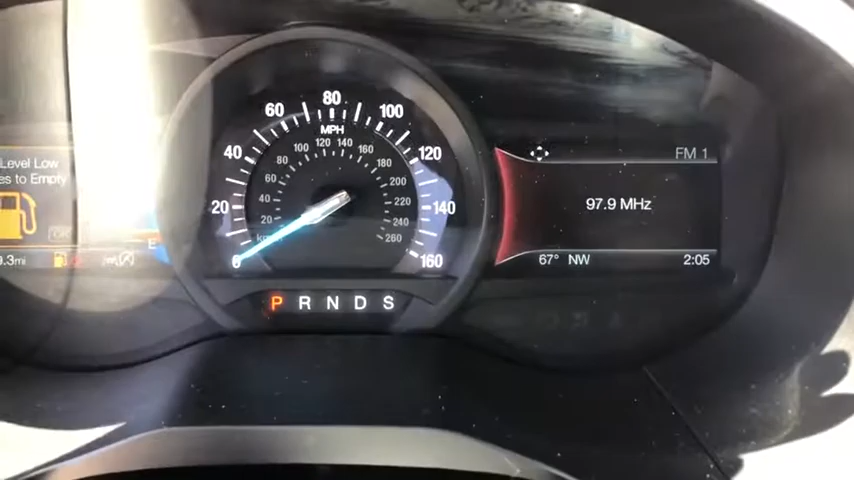 Level Low
es to Empty
OK
9.3mi
E
80
60 100
MPH
40 120
20 140
0 160
120 140
100 160
80 180
60 200
40 220
20 240
km/h 260
P R N D S
FM 1
97.9 MHz
67° NW 2:05